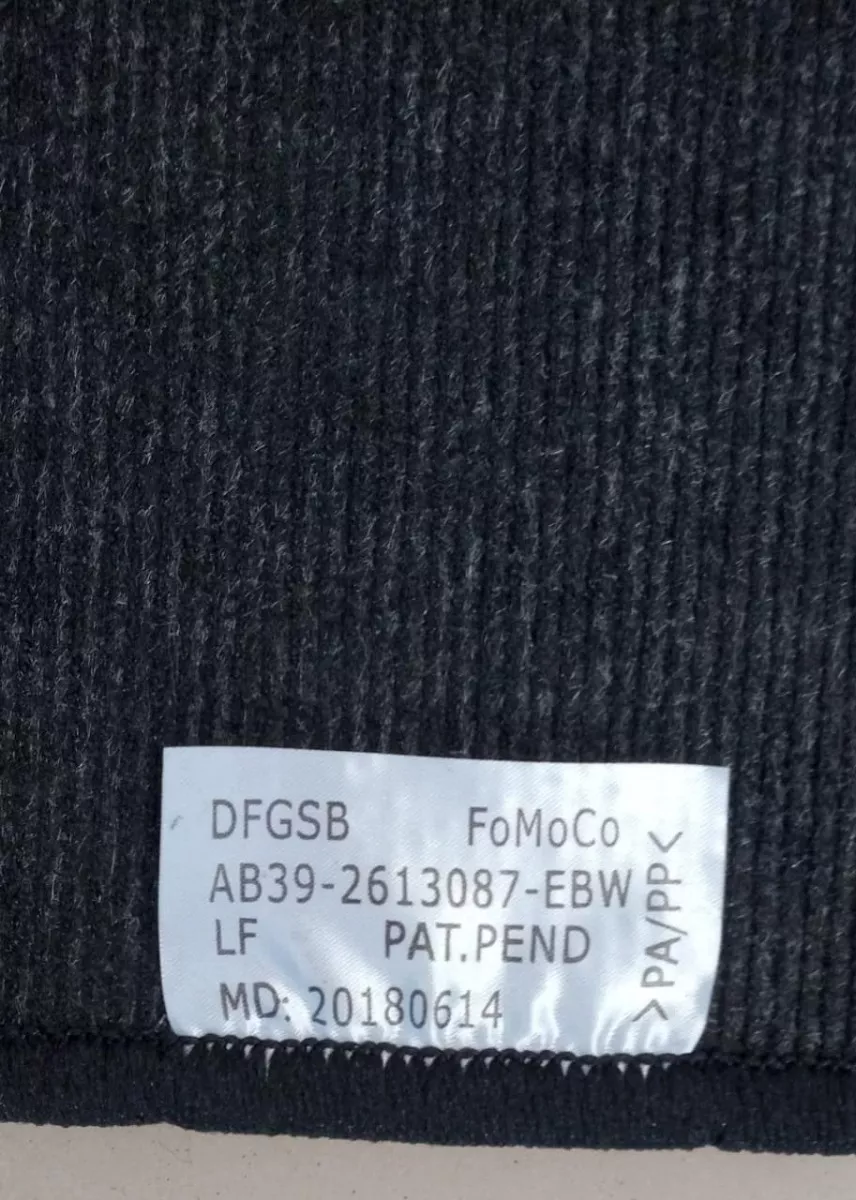 DFGSB FoMoCo
AB39-2613087-EBW
LF PAT.PEND
MD: 20180614
>PA/PP<